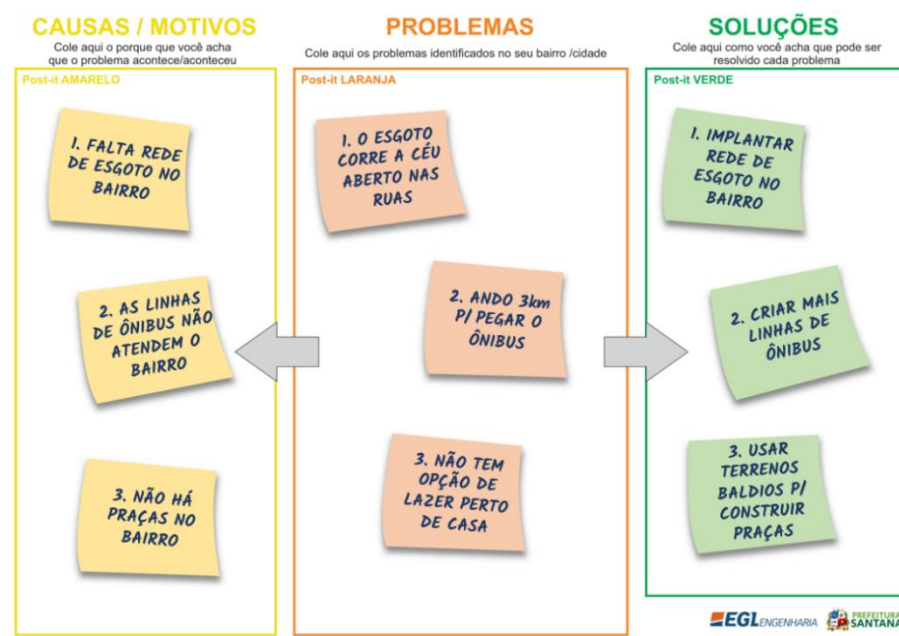 CAUSAS / MOTIVOS
Cole aqui o porque que você acha
que o problema acontece/aconteceu
Post-it AMARELO
1. FALTA REDE
DE ESGOTO NO
BAIRRO
2. AS LINHAS
DE ÔNIBUS NÃO
ATENDEM O
BAIRRO
3. NÃO HÁ
PRAÇAS NO
BAIRRO
PROBLEMAS
Cole aqui os problemas identificados no seu bairro /cidade
Post-it LARANJA
1. O ESGOTO
CORRE A CÉU
ABERTO NAS
RUAS
2. ANDO 3km
P/ PEGAR O
ÔNIBUS
3. NÃO TEM
OPÇÃO DE
LAZER PERTO
DE CASA
SOLUÇÕES
Cole aqui como você acha que pode ser
resolvido cada problema
Post-it VERDE
1. IMPLANTAR
REDE DE
ESGOTO NO
BAIRRO
2. CRIAR MAIS
LINHAS DE
ÔNIBUS
3. USAR
TERRENOS
BALDIOS P/
CONSTRUIR
PRAÇAS
EGL ENGENHARIA
PREFEITURA
SANTANA